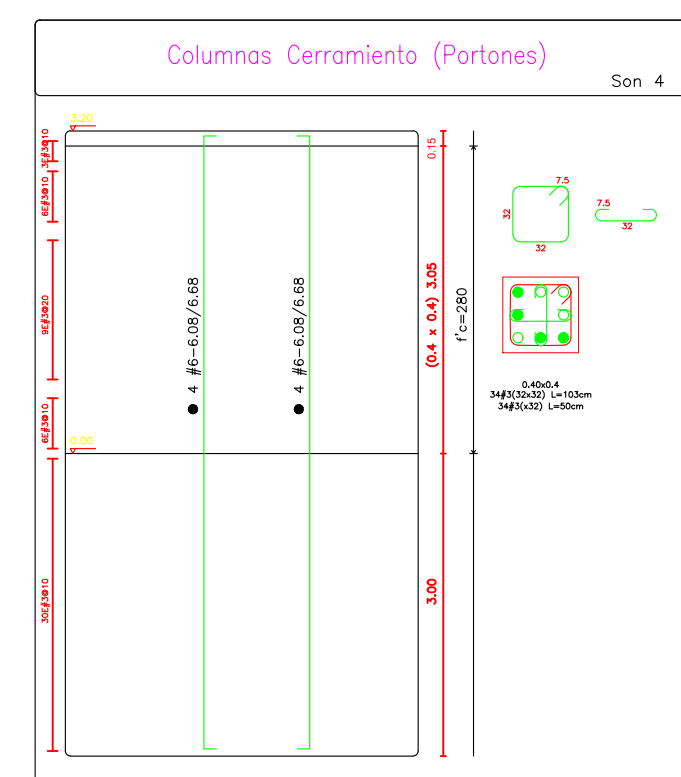 Columnas Cerramiento (Portones)
Son 4
3.20
3E#3@10
0.15
6E#3@10
7.5
32
32
7.5
32
9E#3@20
4 #6-6.08/6.68
4 #6-6.08/6.68
(0.4 x 0.4) 3.05
f'c=280
0.40x0.4
34#3(32x32) L=103cm
34#3(x32) L=50cm
6E#3@10
0.00
30E#3@10
3.00